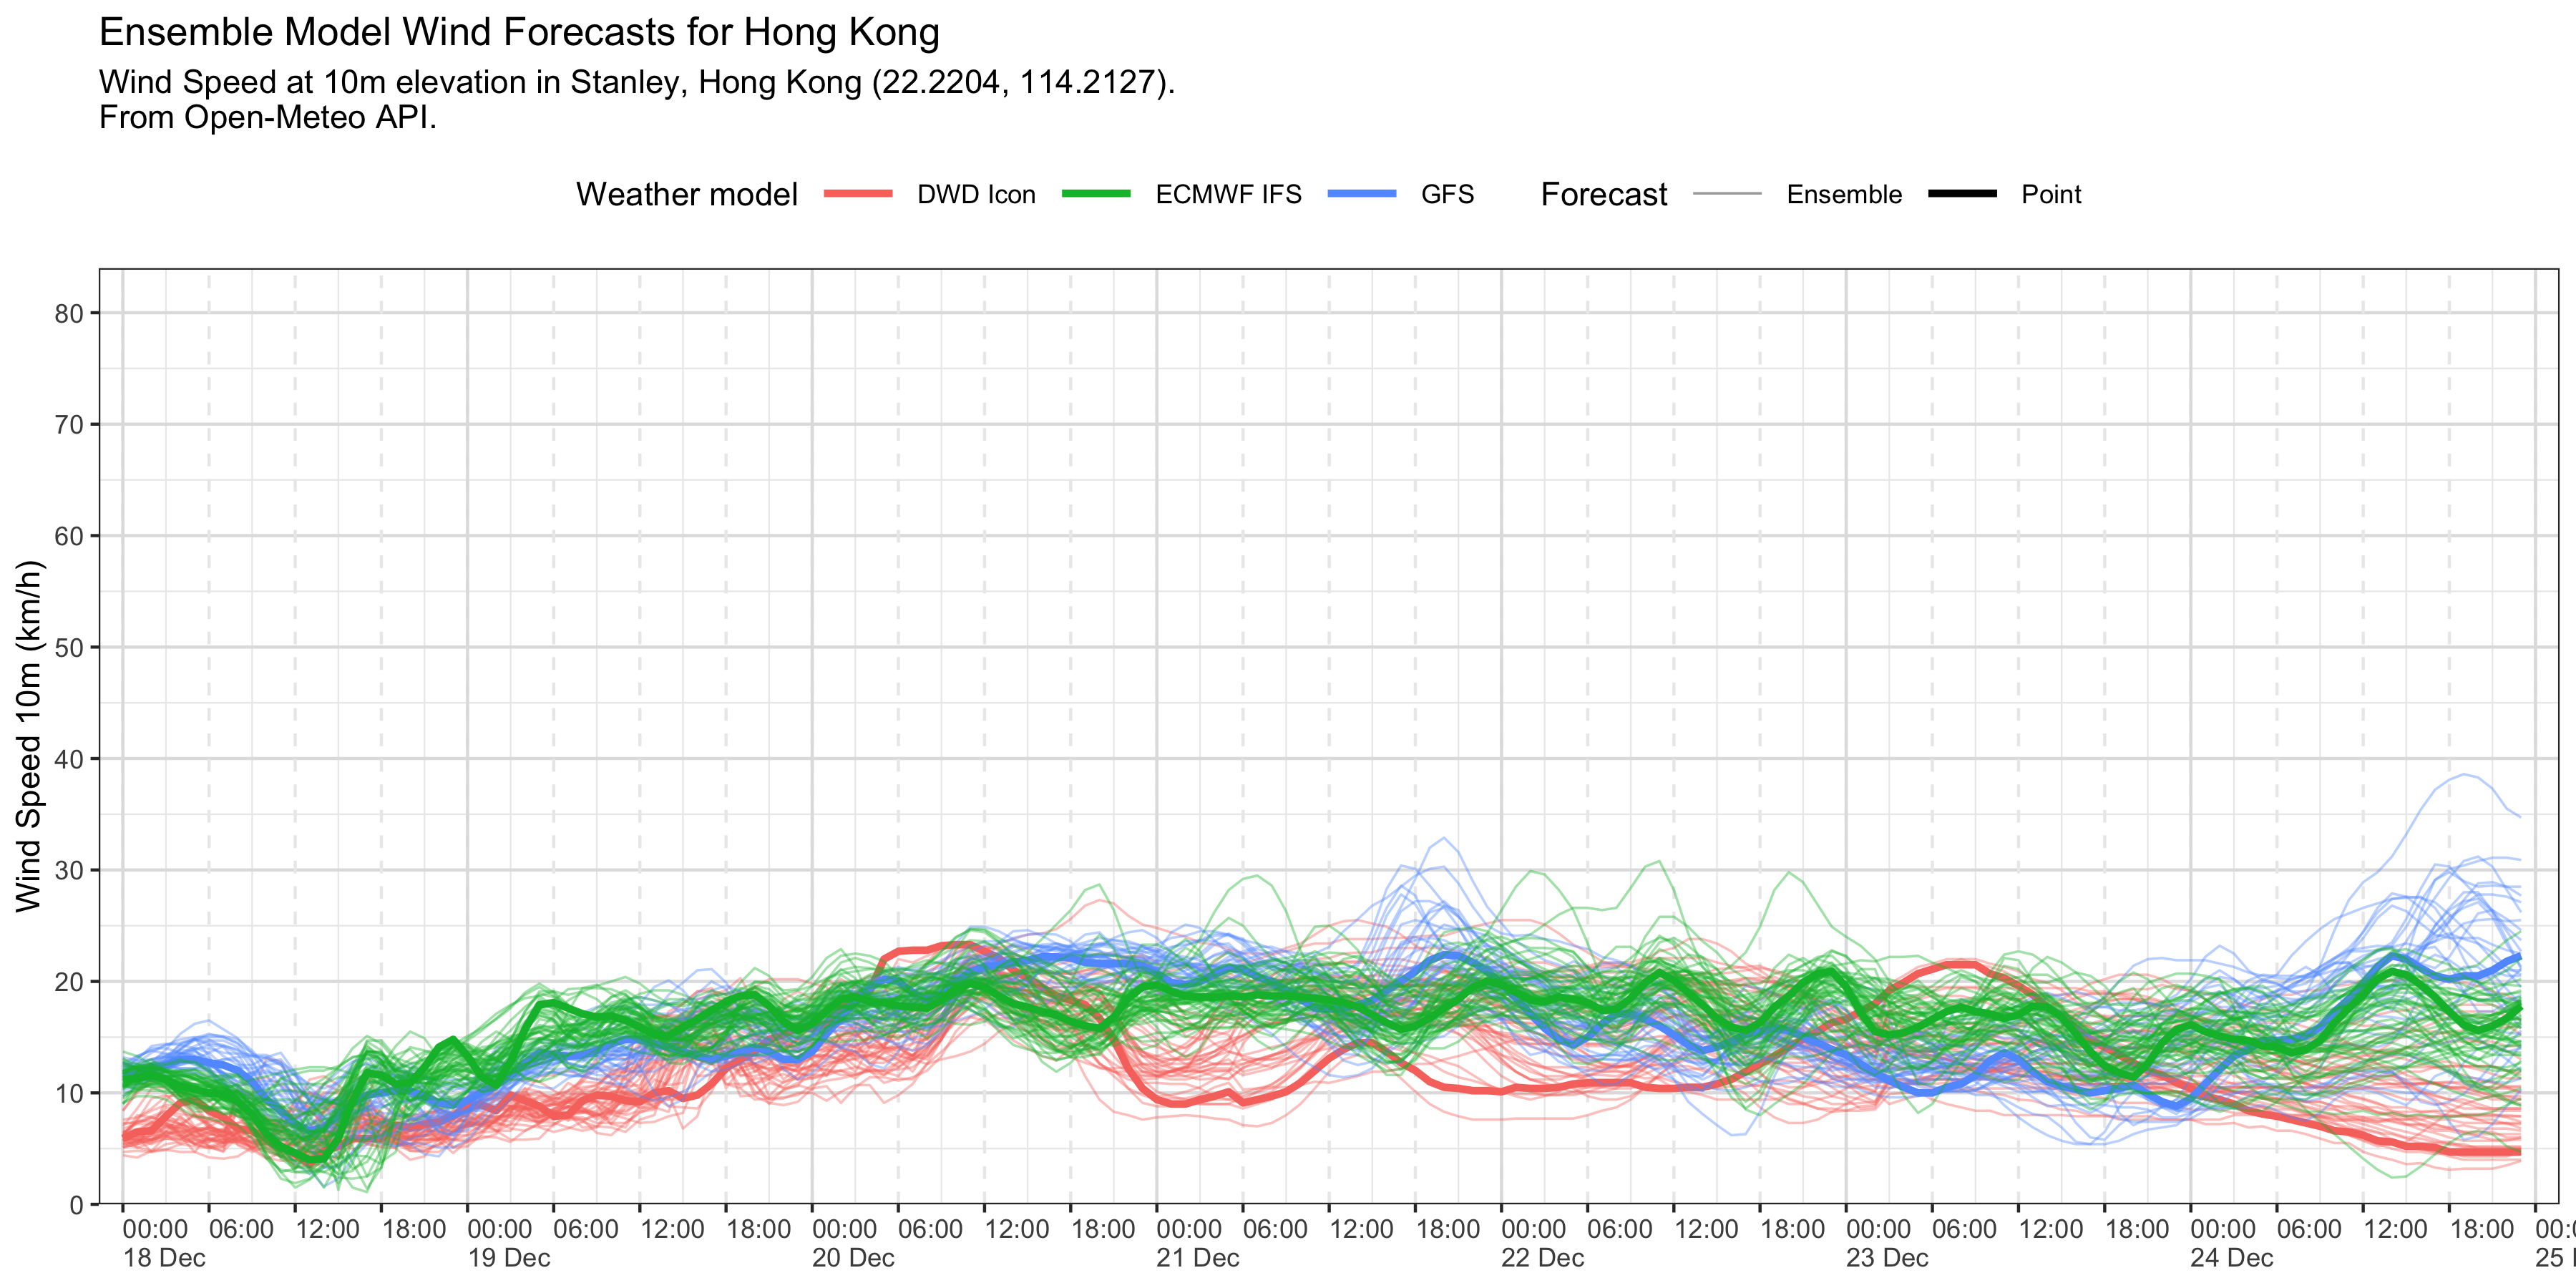 Ensemble Model Wind Forecasts for Hong Kong
Wind Speed at 10m elevation in Stanley, Hong Kong (22.2204, 114.2127).
From Open-Meteo API.
Weather model DWD Icon ECMWF IFS GFS Forecast Ensemble Point
Wind Speed 10m (km/h)
80
70
60
50
40
30
20
10
0
00:00 06:00 12:00 18:00 00:00 06:00 12:00 18:00 00:00 06:00 12:00 18:00 00:00 06:00 12:00 18:00 00:00 06:00 12:00 18:00 00:00 06:00 12:00 18:00 00:00 06:00 12:00 18:00
18 Dec 19 Dec 20 Dec 21 Dec 22 Dec 23 Dec 24 Dec 25